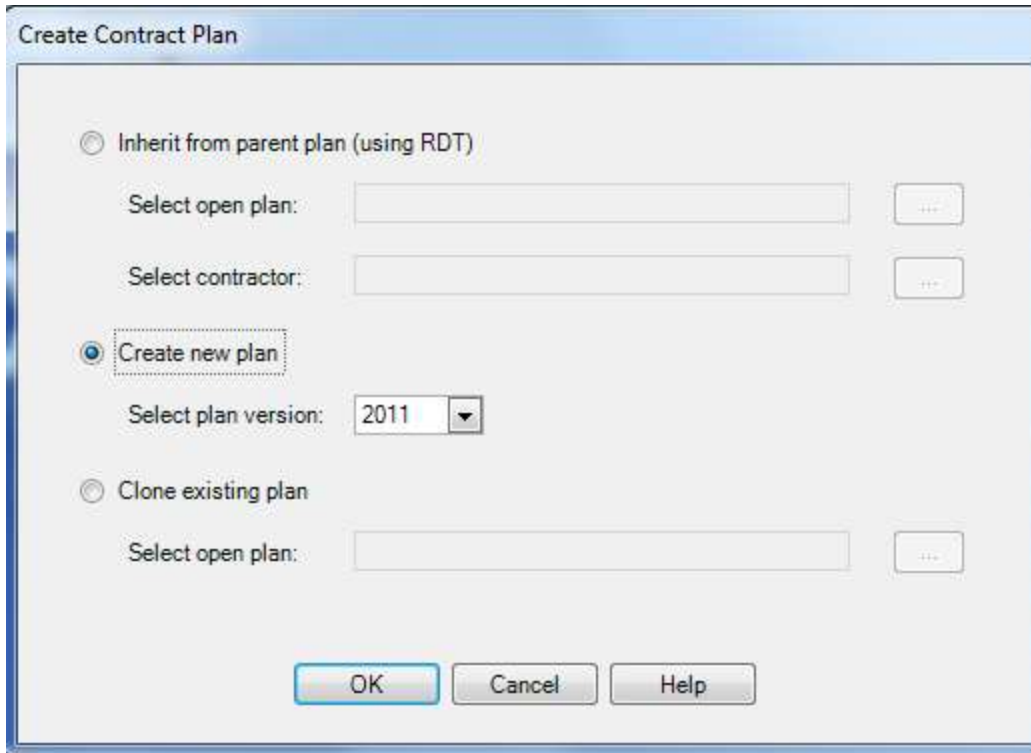 Create Contract Plan
Inherit from parent plan (using RDT)
Select open plan:
...
Select contractor:
...
Create new plan
Select plan version: 2011
Clone existing plan
Select open plan:
...
OK Cancel Help